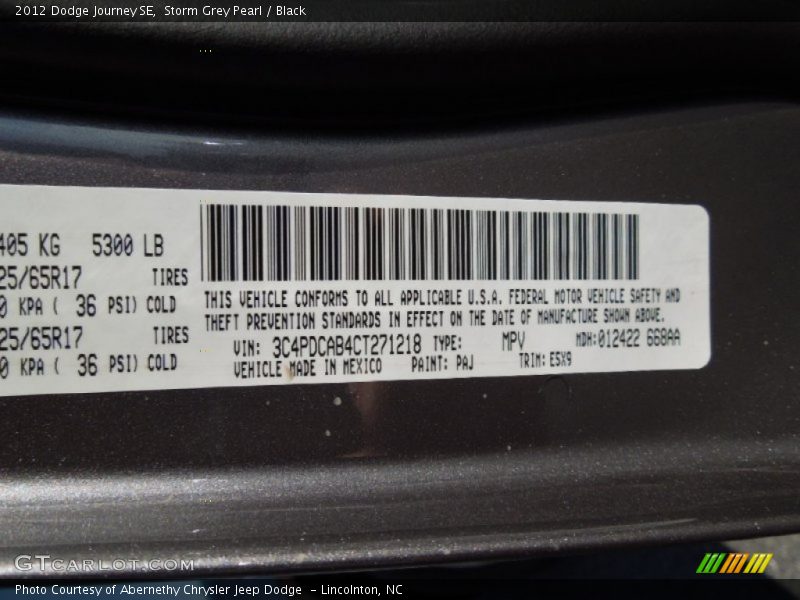 2012 Dodge Journey SE,  Storm Grey Pearl / Black
405 KG 5300 LB
25/65R17 TIRES
0 KPA ( 36 PSI) COLD
25/65R17 TIRES
0 KPA ( 36 PSI) COLD
THIS VEHICLE CONFORMS TO ALL APPLICABLE U.S.A. FEDERAL MOTOR VEHICLE SAFETY AND
THEFT PREVENTION STANDARDS IN EFFECT ON THE DATE OF MANUFACTURE SHOWN ABOVE.
VIN: 3C4PDCAB4CT271218 TYPE: MPV MDH:012422 668AA
VEHICLE MADE IN MEXICO PAINT: PAJ TRIM: ESX9
GTCARLOT.COM
Photo Courtesy of Abernethy Chrysler Jeep Dodge  – Lincolnton, NC